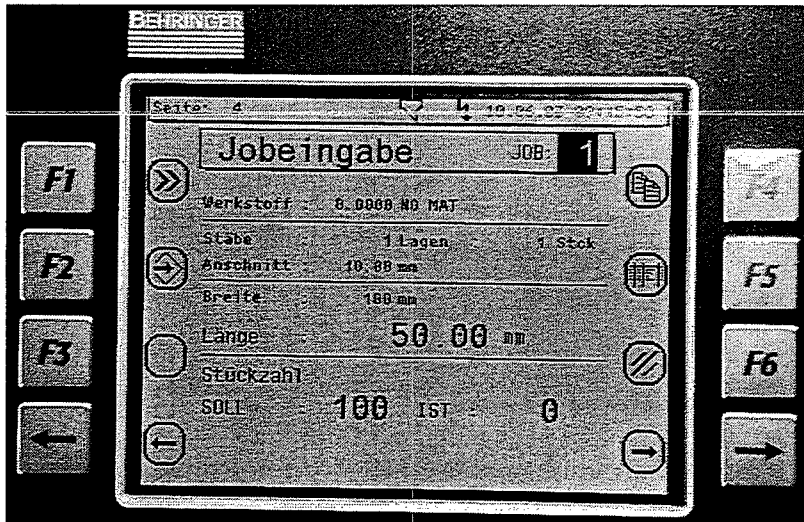 BEHRINGER
Seite: 4
Jobeingabe JOB: 1
Werkstoff : 0.0000 NO MAT
Stäbe : 1 Lagen : 1 Stck
Anschnitt : 10.00 mm
Breite : 100 mm
Länge : 50.00 mm
Stückzahl
SOLL : 100 IST : 0
F1
F2
F3
F5
F6